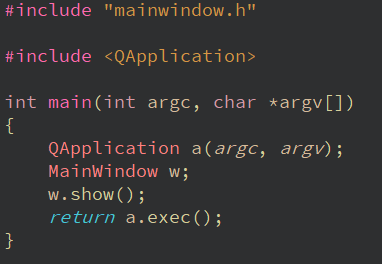 #include "mainwindow.h"
#include <QApplication>
int main(int argc, char *argv[])
{
    QApplication a(argc, argv);
    MainWindow w;
    w.show();
    return a.exec();
}